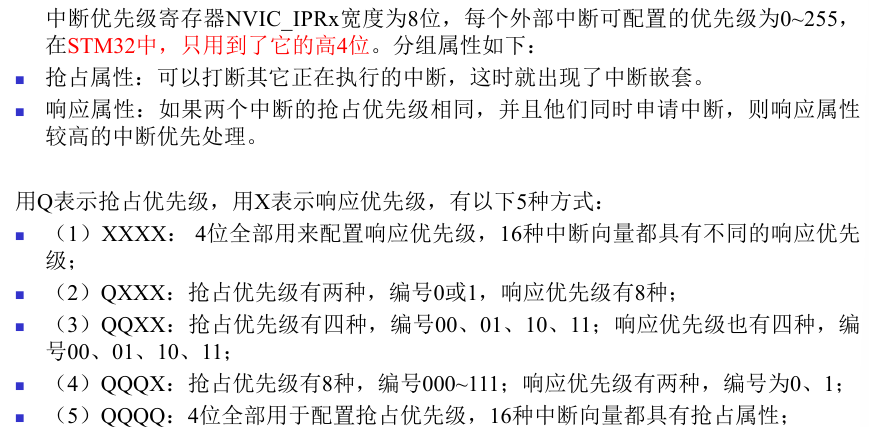 中断优先级寄存器NVIC_IPRx宽度为8位，每个外部中断可配置的优先级为0~255，
在STM32中，只用到了它的高4位。分组属性如下：
■ 抢占属性：可以打断其它正在执行的中断，这时就出现了中断嵌套。
■ 响应属性：如果两个中断的抢占优先级相同，并且他们同时申请中断，则响应属性
较高的中断优先处理。
用Q表示抢占优先级，用X表示响应优先级，有以下5种方式：
■ （1）XXXX： 4位全部用来配置响应优先级，16种中断向量都具有不同的响应优先
级；
■ （2）QXXX：抢占优先级有两种，编号0或1，响应优先级有8种；
■ （3）QQXX：抢占优先级有四种，编号00、01、10、11；响应优先级也有四种，编
号00、01、10、11；
■ （4）QQQX：抢占优先级有8种，编号000~111；响应优先级有两种，编号为0、1；
■ （5）QQQQ：4位全部用于配置抢占优先级，16种中断向量都具有抢占属性；